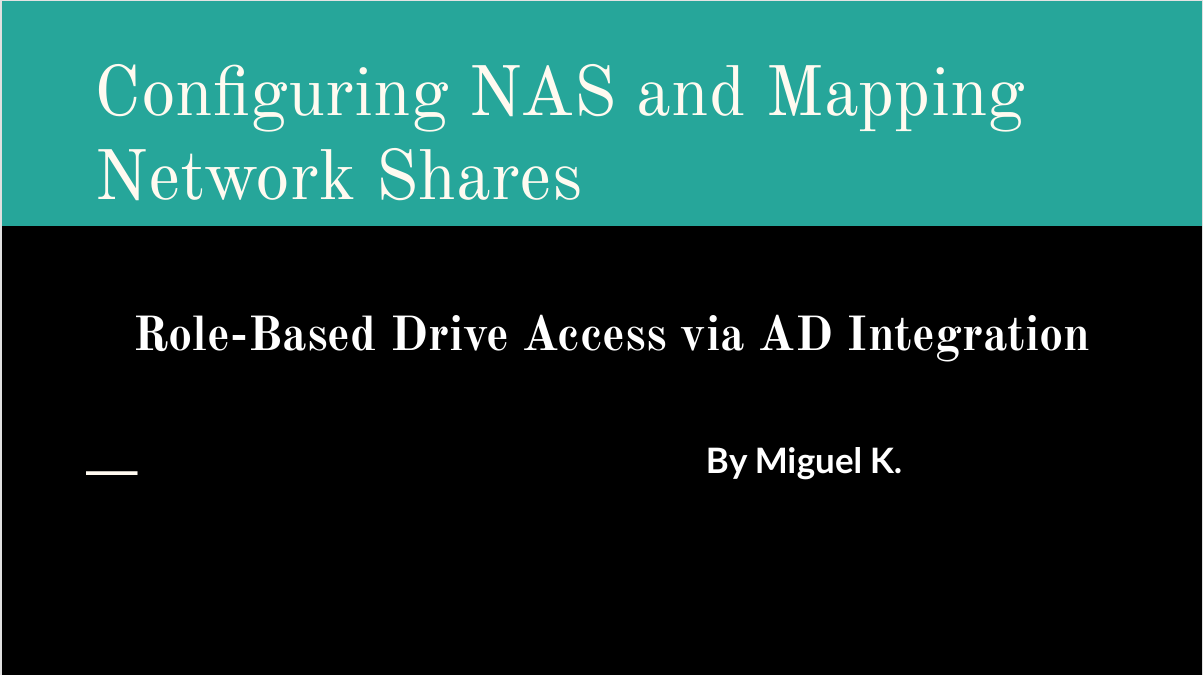 Configuring NAS and Mapping
Network Shares
Role-Based Drive Access via AD Integration
By Miguel K.